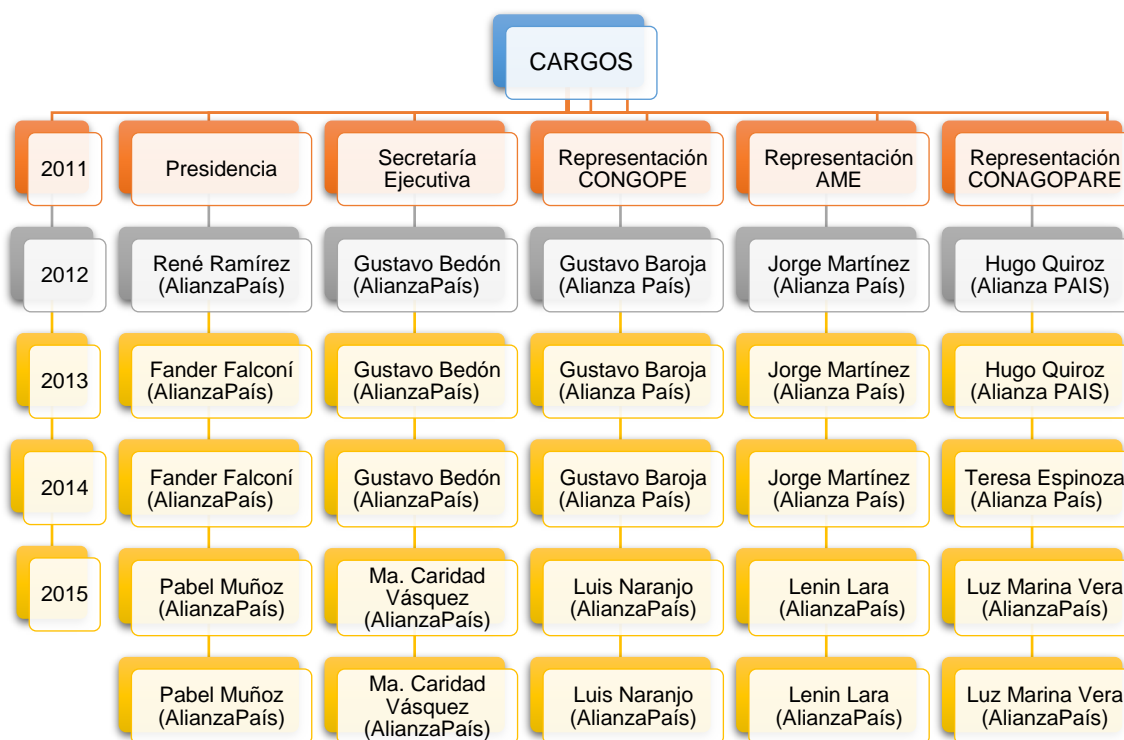 CARGOS
2011
Presidencia
Secretaría
Ejecutiva
Representación
CONGOPE
Representación
AME
Representación
CONAGOPARE
2012
René Ramírez
(AlianzaPaís)
Gustavo Bedón
(AlianzaPaís)
Gustavo Baroja
(Alianza País)
Jorge Martínez
(Alianza País)
Hugo Quiroz
(Alianza PAIS)
2013
Fander Falconí
(AlianzaPaís)
Gustavo Bedón
(AlianzaPaís)
Gustavo Baroja
(Alianza País)
Jorge Martínez
(Alianza País)
Hugo Quiroz
(Alianza PAIS)
2014
Fander Falconí
(AlianzaPaís)
Gustavo Bedón
(AlianzaPaís)
Gustavo Baroja
(Alianza País)
Jorge Martínez
(Alianza País)
Teresa Espinoza
(Alianza País)
2015
Pabel Muñoz
(AlianzaPaís)
Ma. Caridad
Vásquez
(AlianzaPaís)
Luis Naranjo
(AlianzaPaís)
Lenin Lara
(AlianzaPaís)
Luz Marina Vera
(AlianzaPaís)
Pabel Muñoz
(AlianzaPaís)
Ma. Caridad
Vásquez
(AlianzaPaís)
Luis Naranjo
(AlianzaPaís)
Lenin Lara
(AlianzaPaís)
Luz Marina Vera
(AlianzaPaís)